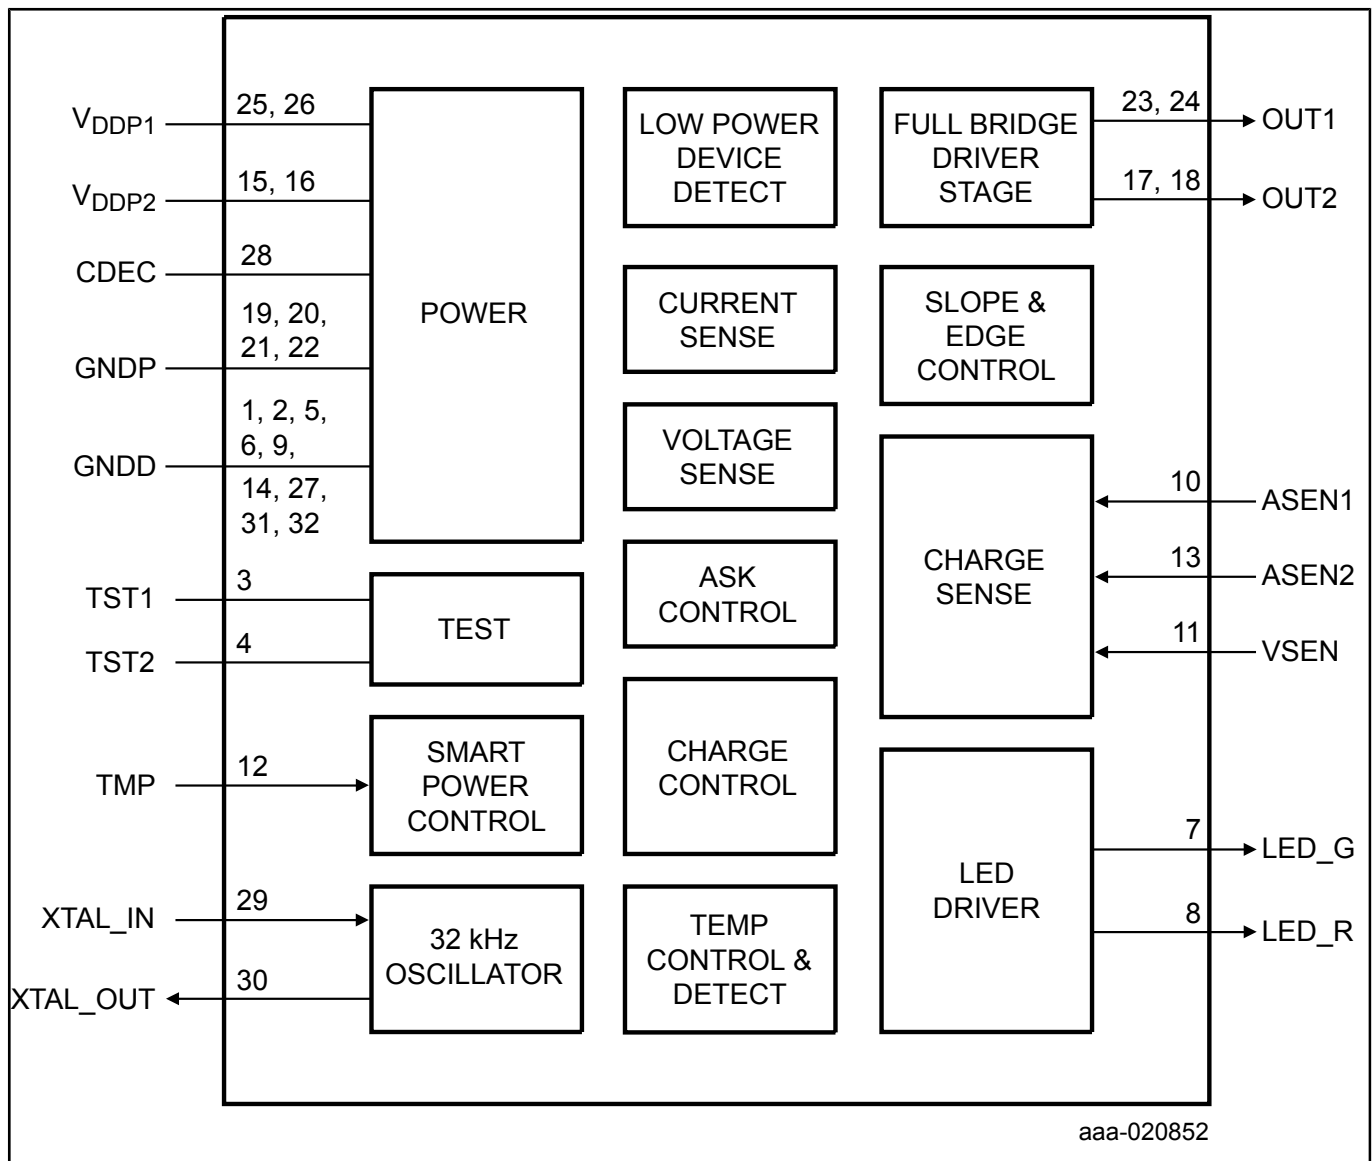 V_DDP1
25, 26
V_DDP2
15, 16
CDEC
28
GNDP
19, 20,
21, 22
GNDD
1, 2, 5,
6, 9,
14, 27,
31, 32
POWER
TST1
3
TST2
4
TEST
TMP
12
SMART
POWER
CONTROL
XTAL_IN
29
XTAL_OUT
30
32 kHz
OSCILLATOR
LOW POWER
DEVICE
DETECT
CURRENT
SENSE
VOLTAGE
SENSE
ASK
CONTROL
CHARGE
CONTROL
TEMP
CONTROL &
DETECT
FULL BRIDGE
DRIVER
STAGE
23, 24
OUT1
17, 18
OUT2
SLOPE &
EDGE
CONTROL
CHARGE
SENSE
10
ASEN1
13
ASEN2
11
VSEN
LED
DRIVER
7
LED_G
8
LED_R
aaa-020852